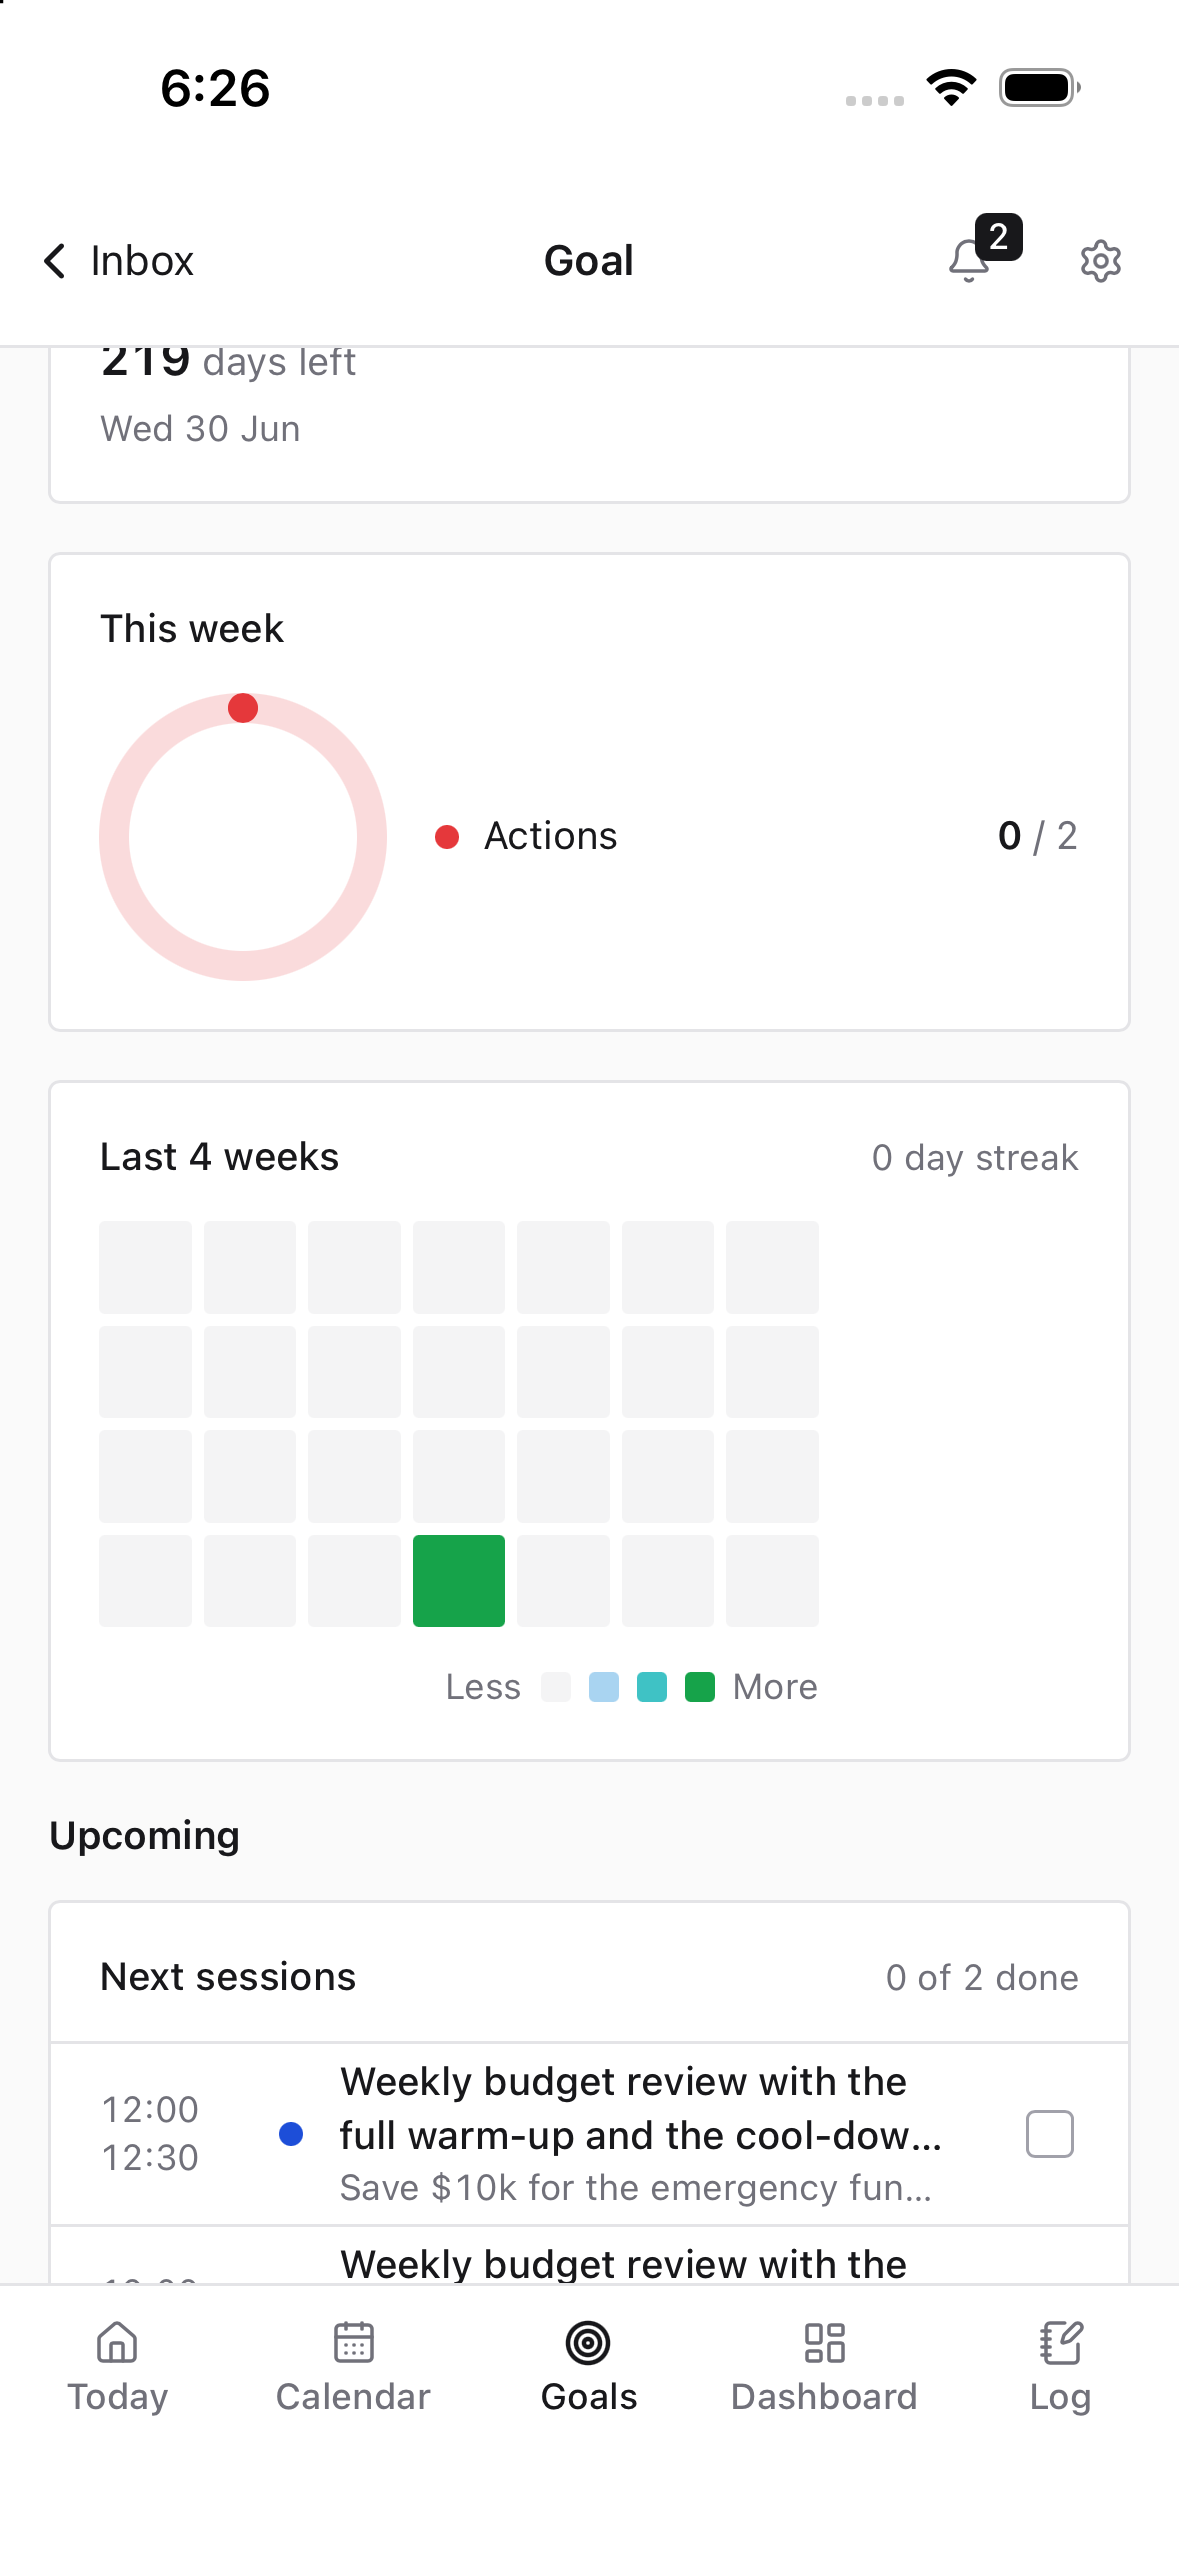 6:26
Inbox
Goal
2
219 days left
Wed 30 Jun
This week
Actions
0 / 2
Last 4 weeks
0 day streak
Less
More
Upcoming
Next sessions
0 of 2 done
12:00
12:30
Weekly budget review with the
full warm-up and the cool-dow...
Save $10k for the emergency fun...
Weekly budget review with the
Today
Calendar
Goals
Dashboard
Log